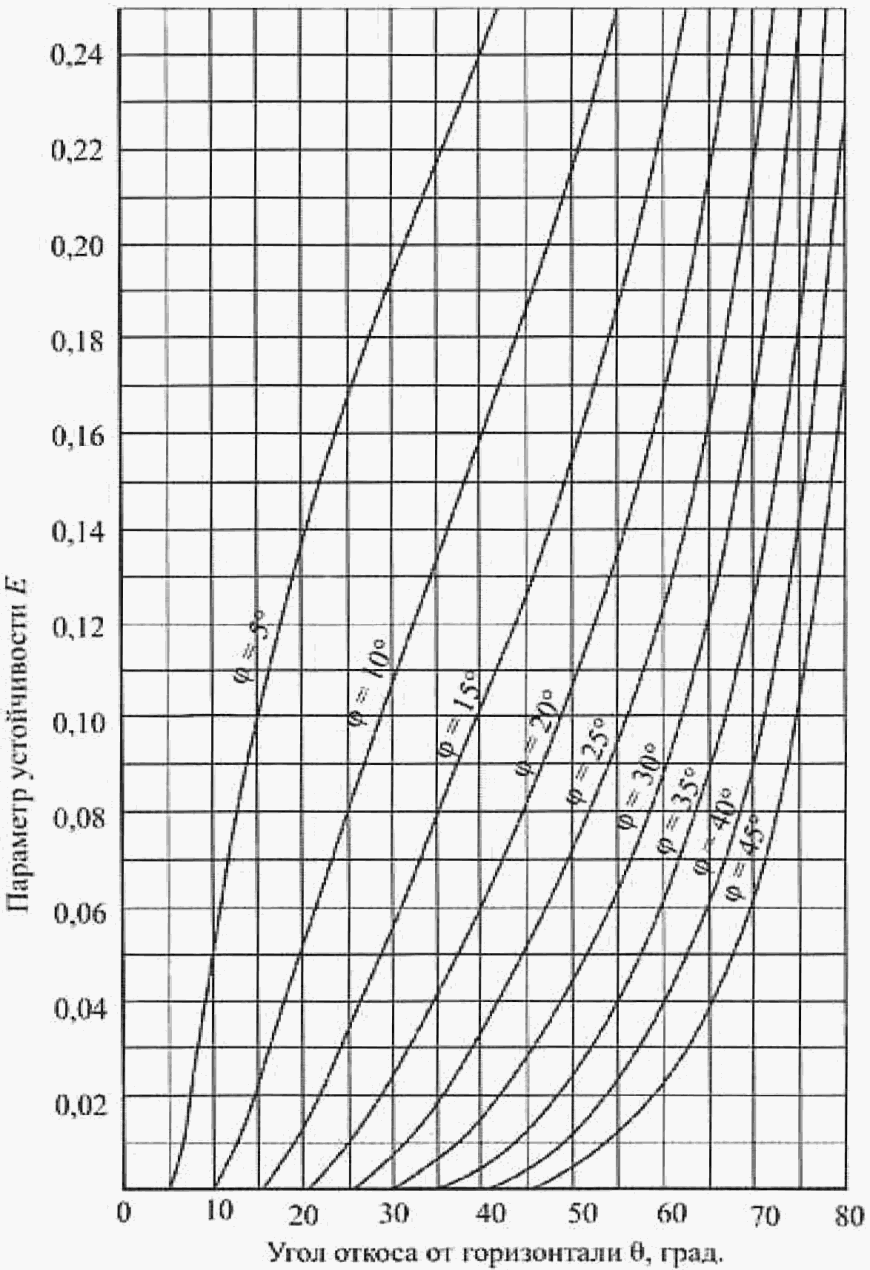 0,24
0,22
0,20
0,18
0,16
0,14
0,12
0,10
0,08
0,06
0,04
0,02
Параметр устойчивости E
φ = 5°
φ = 10°
φ = 15°
φ = 20°
φ = 25°
φ = 30°
φ = 35°
φ = 40°
φ = 45°
0 10 20 30 40 50 60 70 80
Угол откоса от горизонтали θ, град.